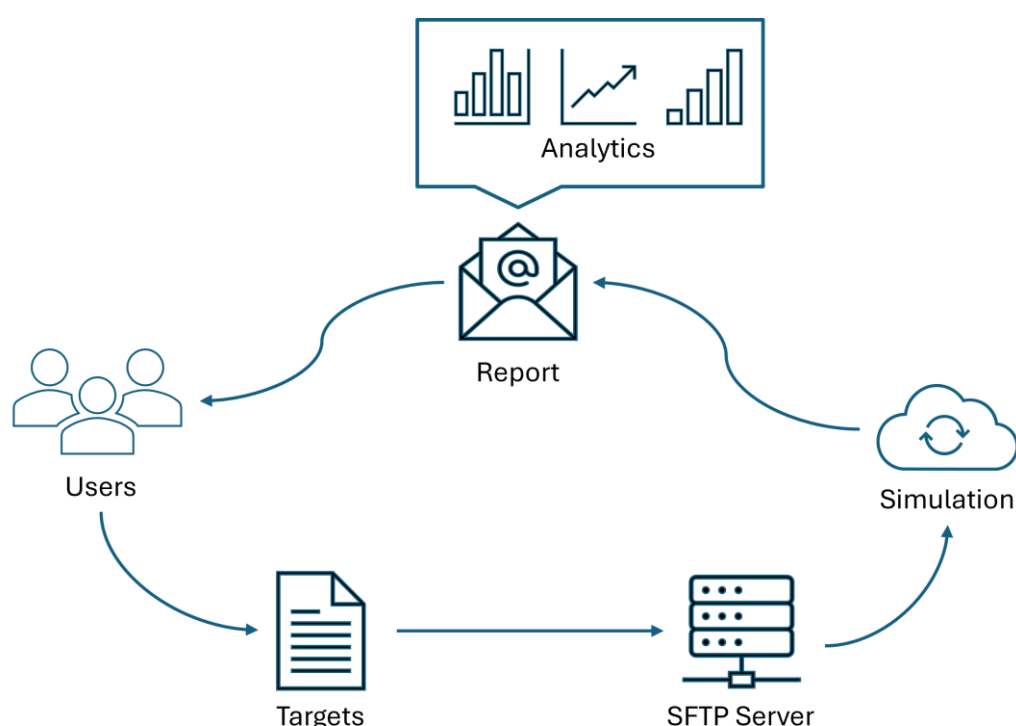 Analytics
Report
Users
Simulation
Targets
SFTP Server